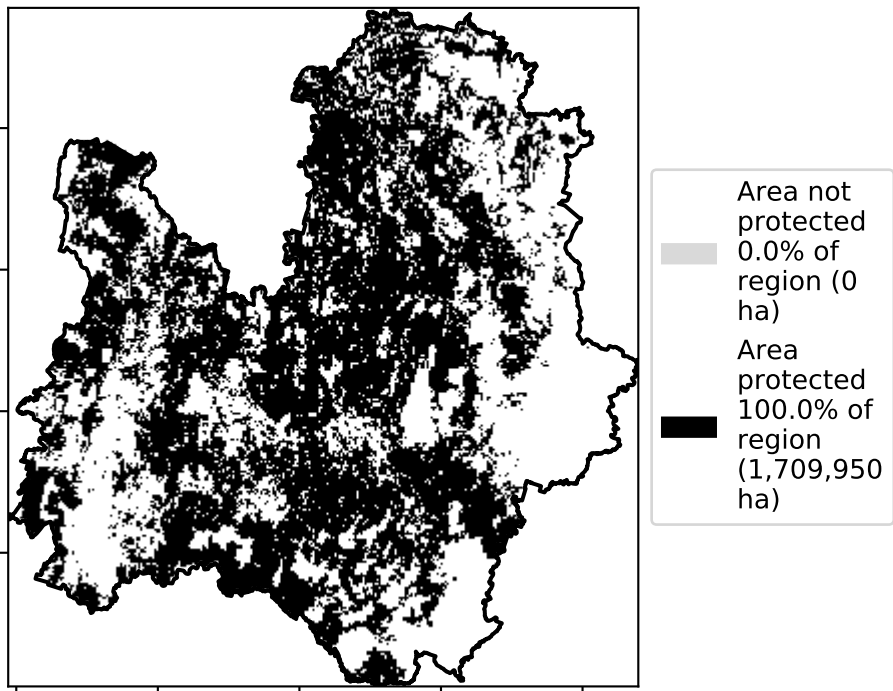 Area not
protected
0.0% of
region (0
ha)
Area
protected
100.0% of
region
(1,709,950
ha)